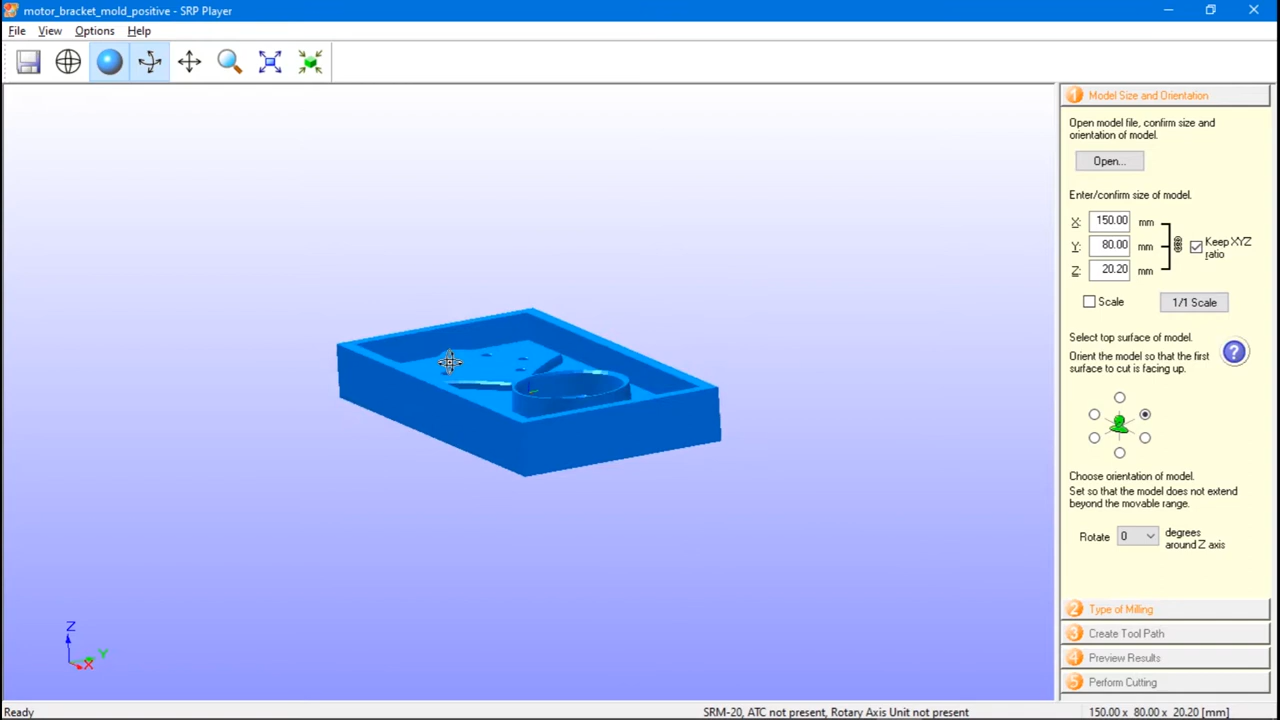 motor_bracket_mold_positive - SRP Player
File View Options Help
1 Model Size and Orientation
Open model file, confirm size and
orientation of model.
Open...
Enter/confirm size of model.
X: 150.00 mm
Y: 80.00 mm
Z: 20.20 mm
Keep XYZ
ratio
Scale 1/1 Scale
Select top surface of model.
Orient the model so that the first
surface to cut is facing up.
?
Choose orientation of model.
Set so that the model does not extend
beyond the movable range.
Rotate 0 degrees
around Z axis
2 Type of Milling
3 Create Tool Path
4 Preview Results
5 Perform Cutting
Z
Y
X
Ready SRM-20, ATC not present, Rotary Axis Unit not present 150.00 x 80.00 x 20.20 [mm]